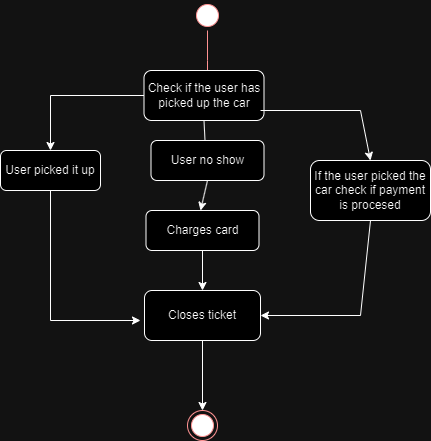 Check if the user has
picked up the car
User picked it up
User no show
If the user picked the
car check if payment
is procesed
Charges card
Closes ticket